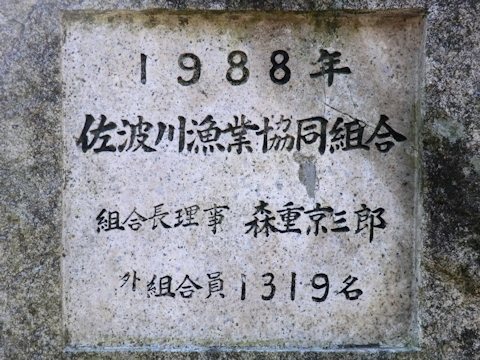 1988年
佐波川漁業協同組合
組合長理事 森重京三郎
外組合員1319名